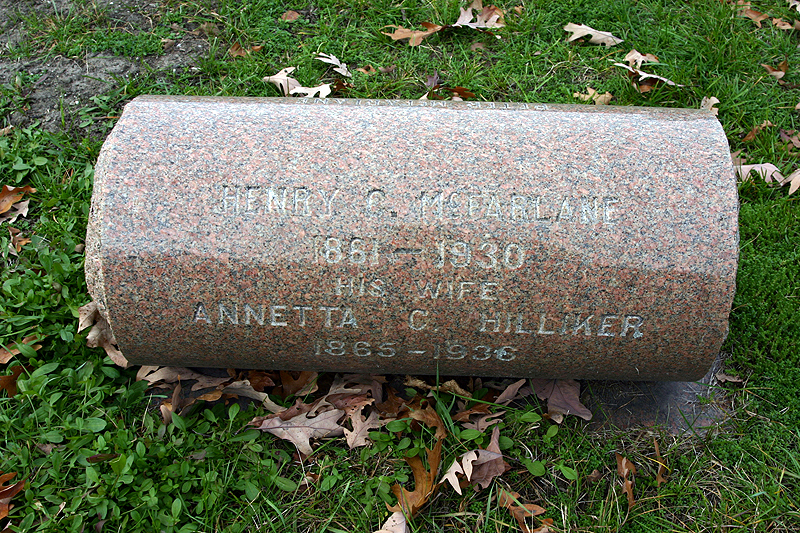 HENRY C. McFARLANE
1861 – 1930
HIS WIFE
ANNETTA C. HILLIKER
1865 – 1936